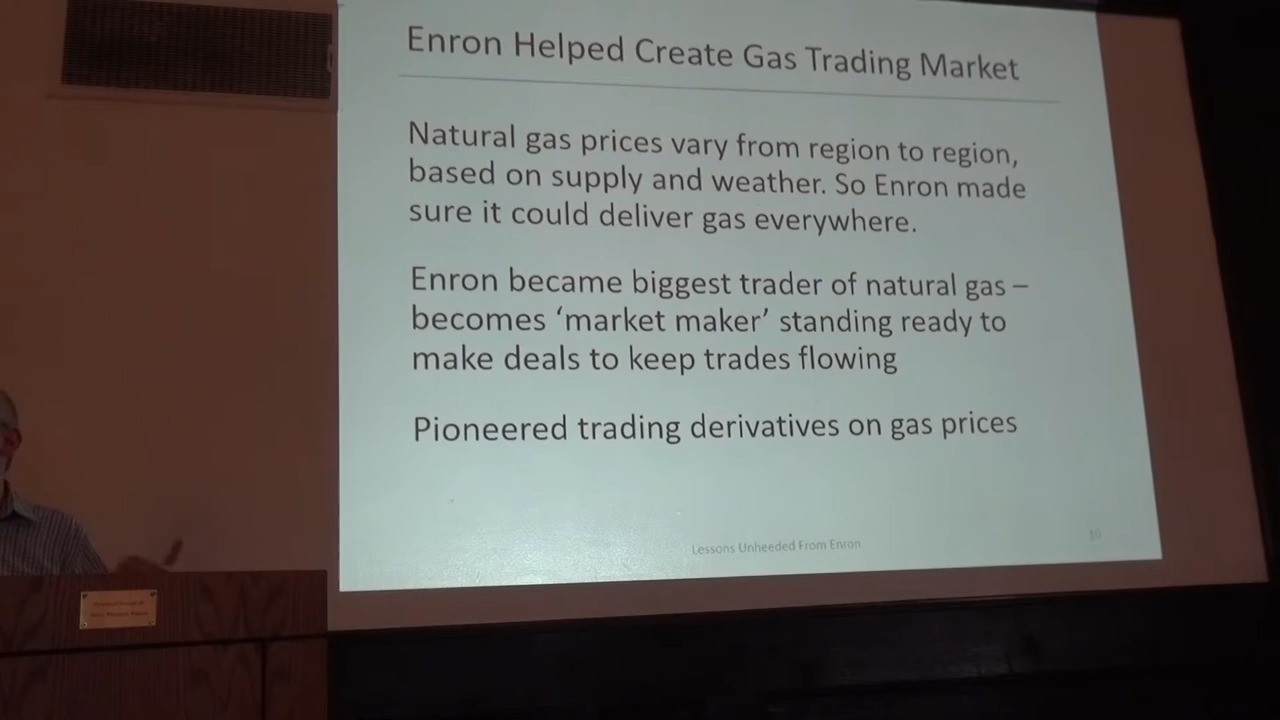 Enron Helped Create Gas Trading Market
Natural gas prices vary from region to region,
based on supply and weather. So Enron made
sure it could deliver gas everywhere.
Enron became biggest trader of natural gas –
becomes ‘market maker’ standing ready to
make deals to keep trades flowing
Pioneered trading derivatives on gas prices
Lessons Unheeded From Enron
10